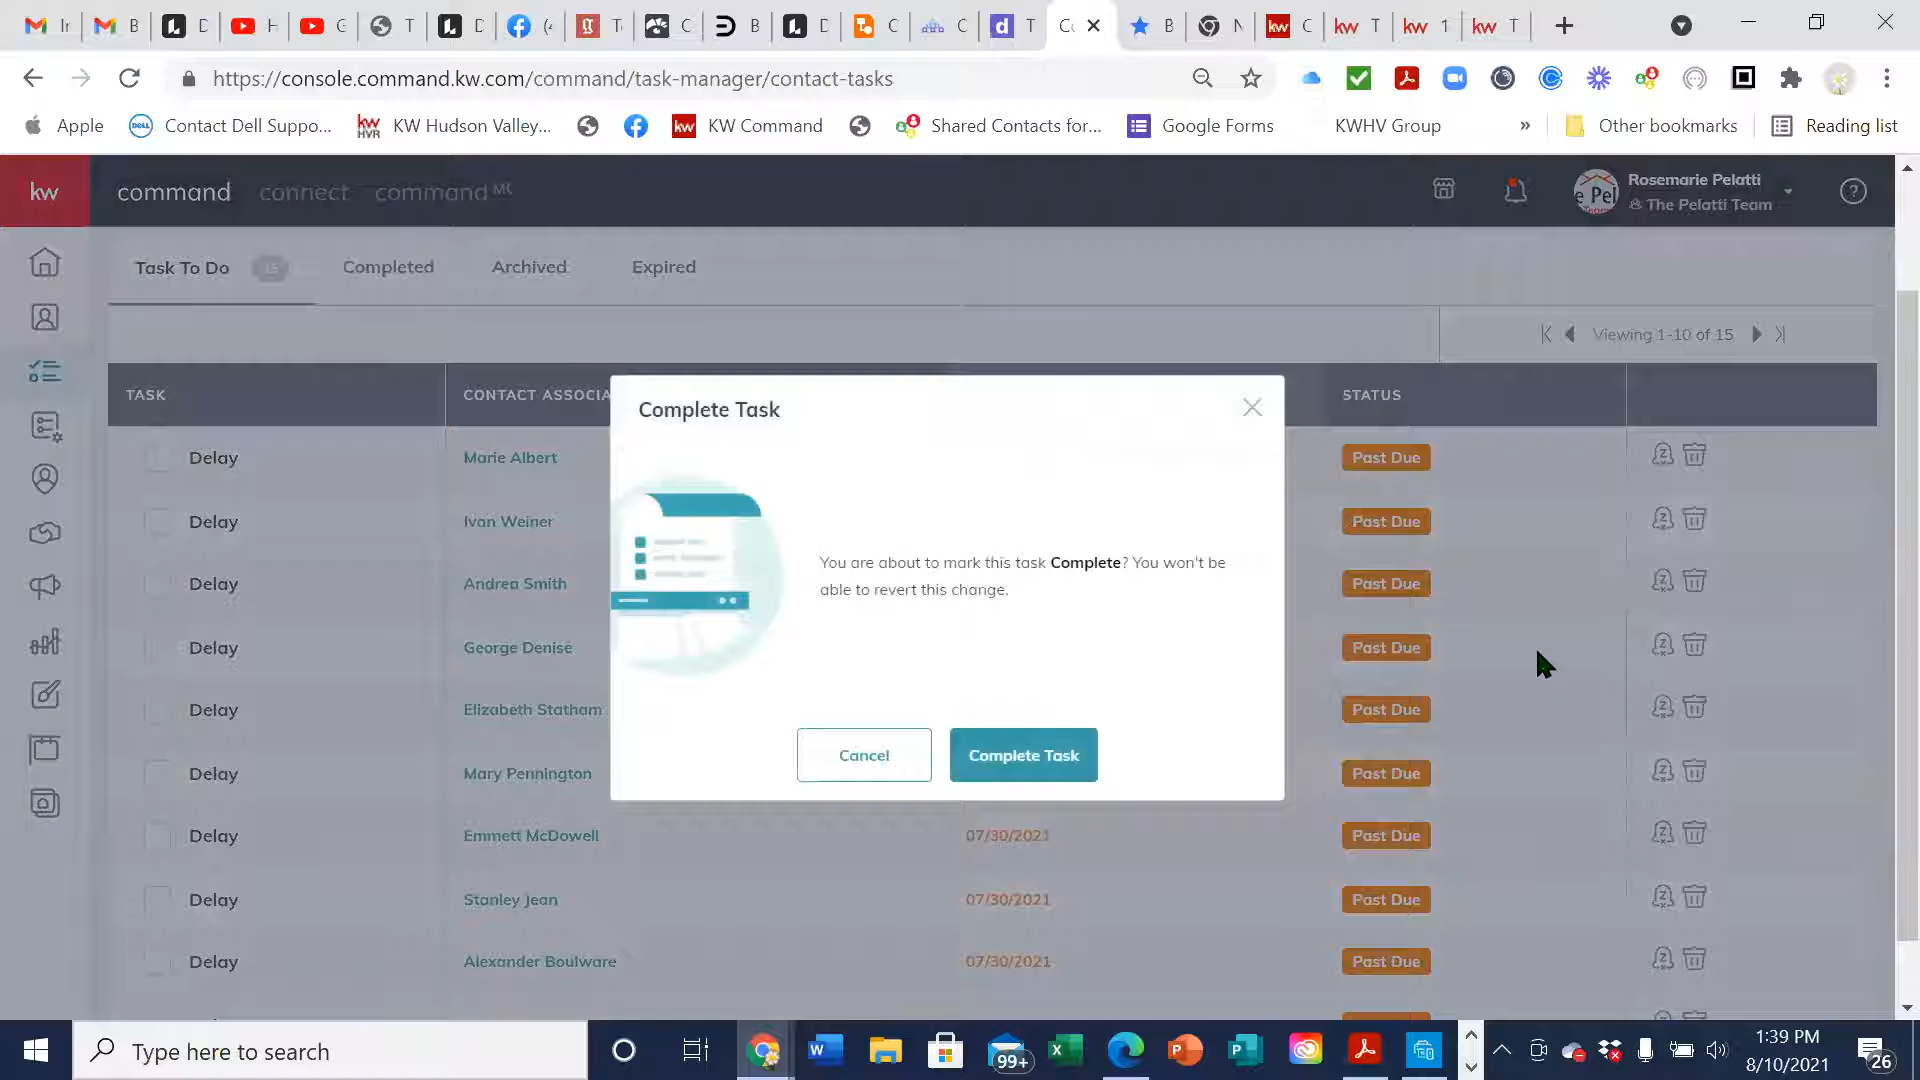 https://console.command.kw.com/command/task-manager/contact-tasks
Apple
Contact Dell Suppo...
KW Hudson Valley...
KW Command
Shared Contacts for...
Google Forms
KWHV Group
»
Other bookmarks
Reading list
kw
command
connect
command MC
Rosemarie Pelatti
The Pelatti Team
Task To Do
15
Completed
Archived
Expired
Viewing 1-10 of 15
TASK
CONTACT ASSOCIA
STATUS
Complete Task
You are about to mark this task Complete? You won't be
able to revert this change.
Cancel
Complete Task
Delay
Marie Albert
Past Due
Delay
Ivan Weiner
Past Due
Delay
Andrea Smith
Past Due
Delay
George Denise
Past Due
Delay
Elizabeth Statham
Past Due
Delay
Mary Pennington
Past Due
Delay
Emmett McDowell
07/30/2021
Past Due
Delay
Stanley Jean
07/30/2021
Past Due
Delay
Alexander Boulware
07/30/2021
Past Due
Type here to search
99+
1:39 PM
8/10/2021
26